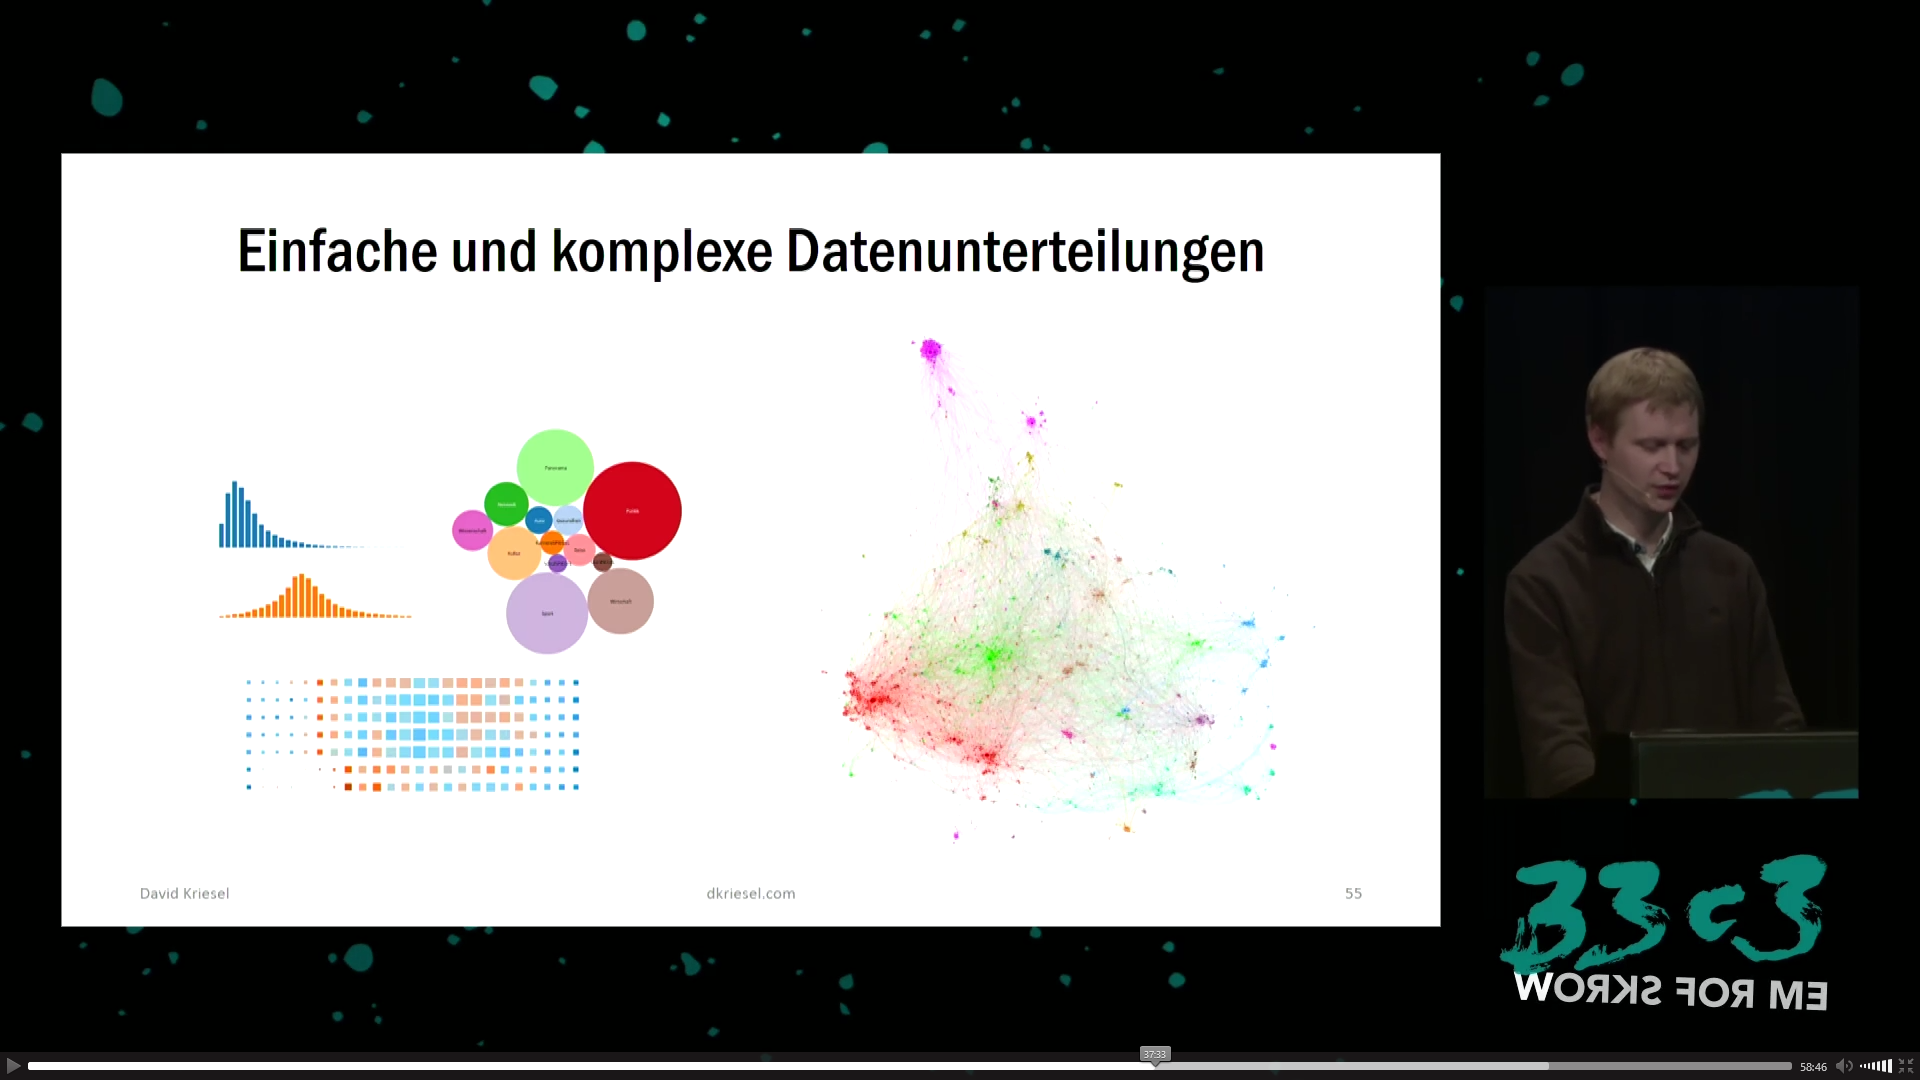 Einfache und komplexe Datenunterteilungen
Panorama
Politik
Netzwelt
Auto
Gesundheit
Wissenschaft
Kultur
Reise
Sport
Wirtschaft
David Kriesel
dkriesel.com
55
33c3
WORKS FOR ME
37:33
58:46